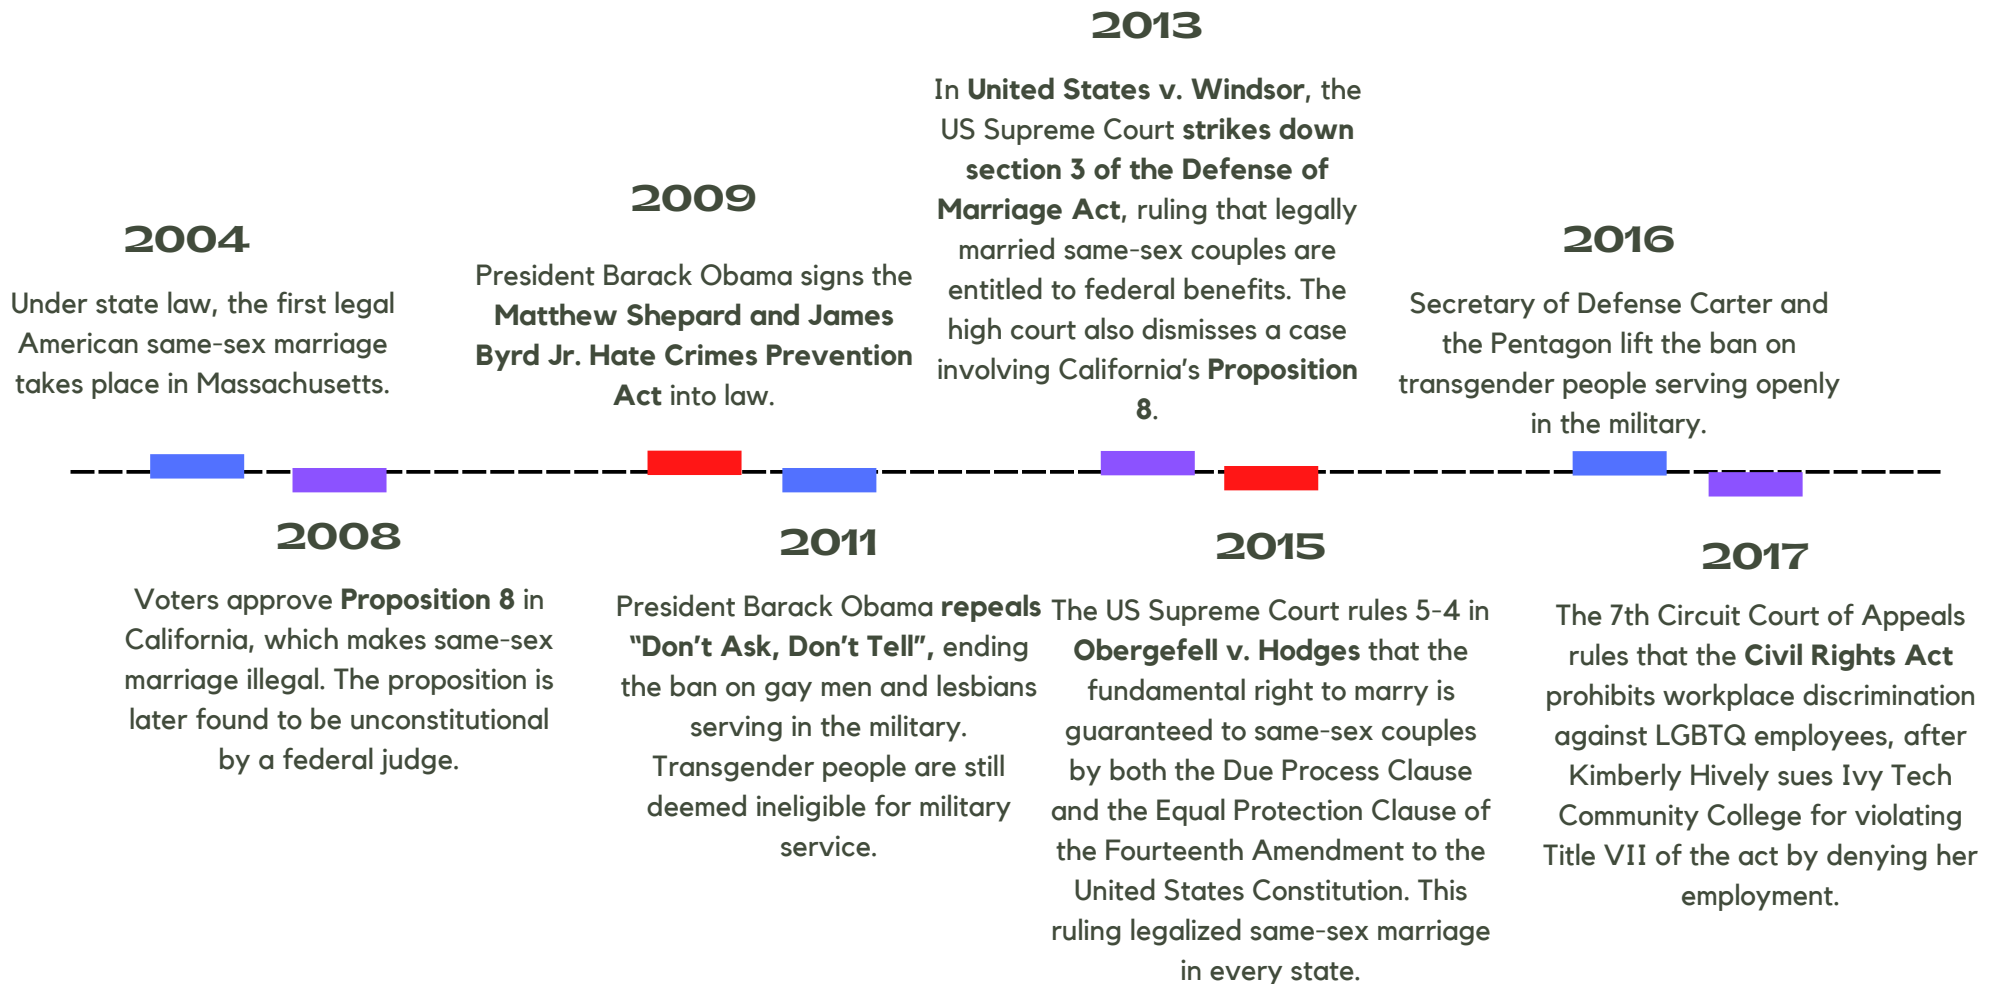 2004
Under state law, the first legal
American same-sex marriage
takes place in Massachusetts.
2008
Voters approve Proposition 8 in
California, which makes same-sex
marriage illegal. The proposition is
later found to be unconstitutional
by a federal judge.
2009
President Barack Obama signs the
Matthew Shepard and James
Byrd Jr. Hate Crimes Prevention
Act into law.
2011
President Barack Obama repeals
“Don’t Ask, Don’t Tell”, ending
the ban on gay men and lesbians
serving in the military.
Transgender people are still
deemed ineligible for military
service.
2013
In United States v. Windsor, the
US Supreme Court strikes down
section 3 of the Defense of
Marriage Act, ruling that legally
married same-sex couples are
entitled to federal benefits. The
high court also dismisses a case
involving California’s Proposition
8.
2015
The US Supreme Court rules 5-4 in
Obergefell v. Hodges that the
fundamental right to marry is
guaranteed to same-sex couples
by both the Due Process Clause
and the Equal Protection Clause of
the Fourteenth Amendment to the
United States Constitution. This
ruling legalized same-sex marriage
in every state.
2016
Secretary of Defense Carter and
the Pentagon lift the ban on
transgender people serving openly
in the military.
2017
The 7th Circuit Court of Appeals
rules that the Civil Rights Act
prohibits workplace discrimination
against LGBTQ employees, after
Kimberly Hively sues Ivy Tech
Community College for violating
Title VII of the act by denying her
employment.